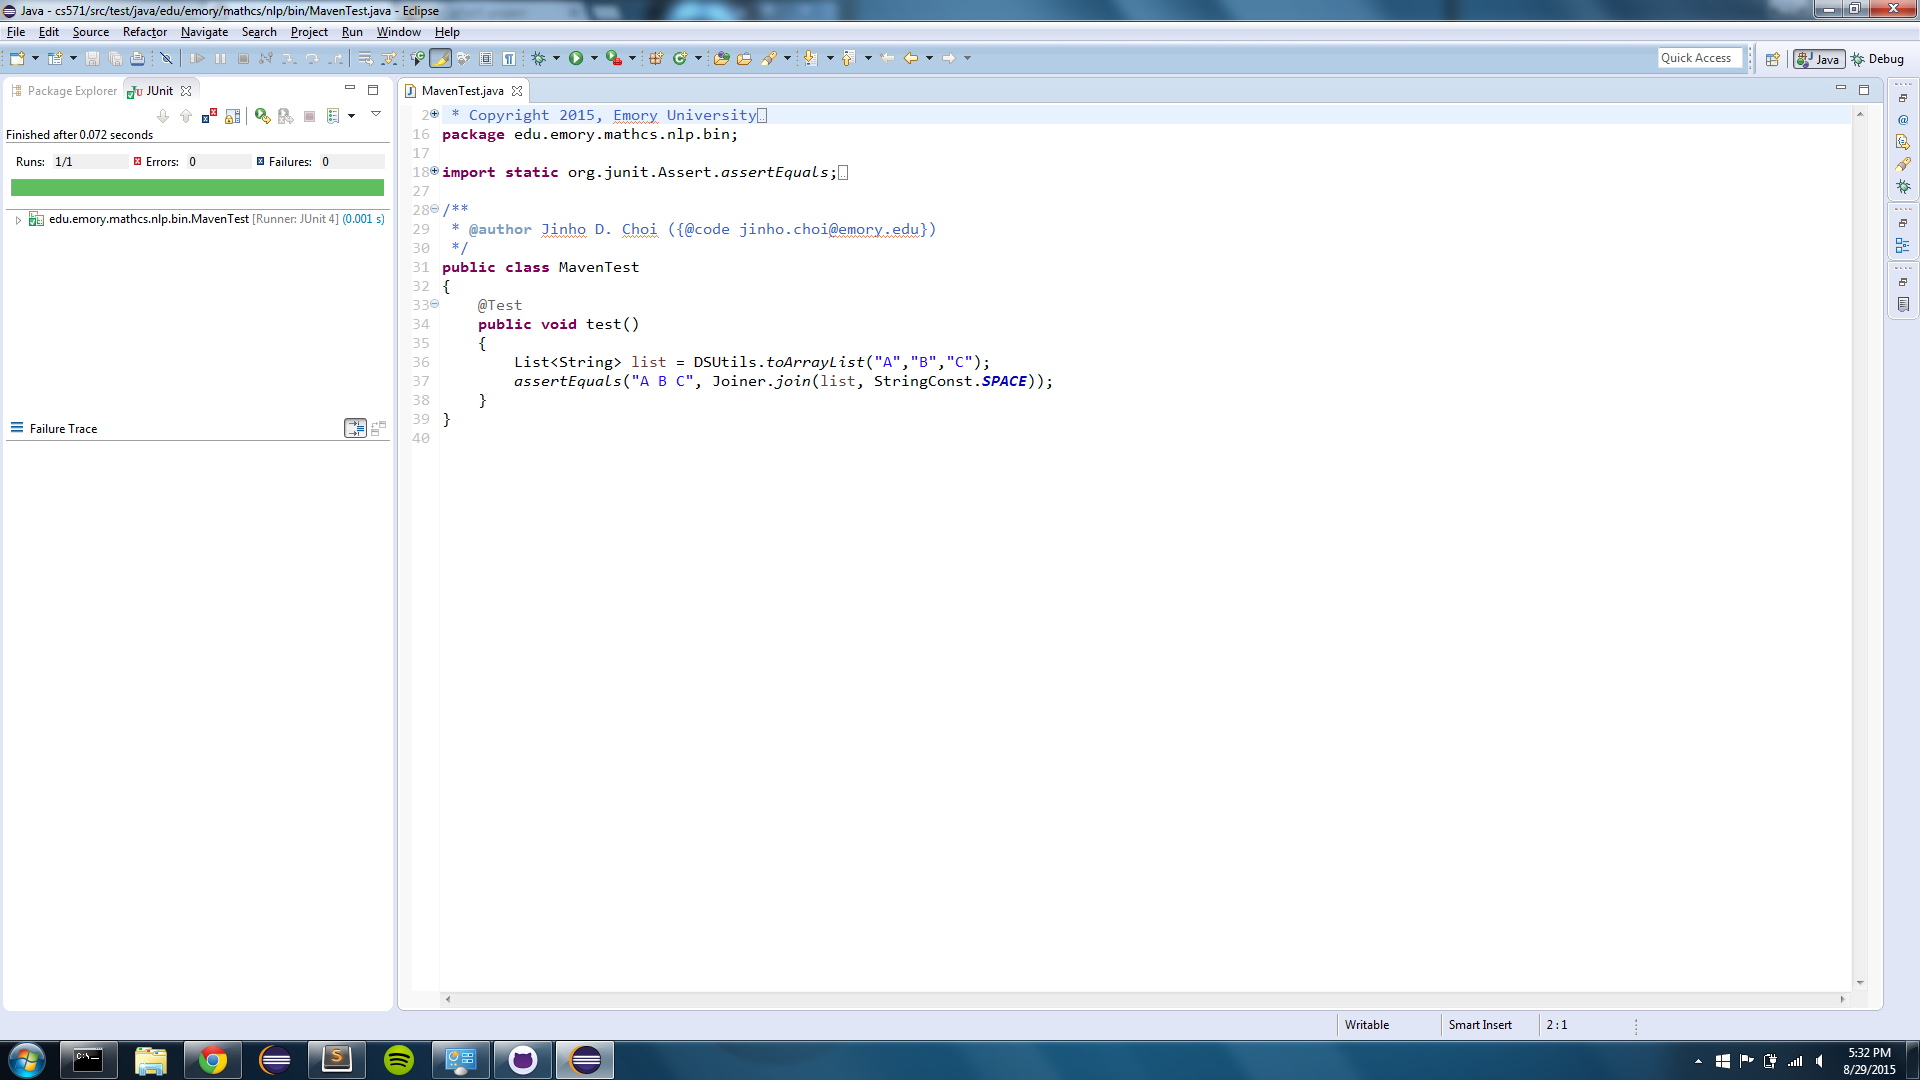 Java - cs571/src/test/java/edu/emory/mathcs/nlp/bin/MavenTest.java - Eclipse
File Edit Source Refactor Navigate Search Project Run Window Help
Quick Access Java Debug
Package Explorer JUnit
Finished after 0.072 seconds
Runs: 1/1 Errors: 0 Failures: 0
edu.emory.mathcs.nlp.bin.MavenTest [Runner: JUnit 4] (0.001 s)
Failure Trace
MavenTest.java
2 * Copyright 2015, Emory University
16 package edu.emory.mathcs.nlp.bin;
17
18 import static org.junit.Assert.assertEquals;
27
28 /**
29 * @author Jinho D. Choi ({@code jinho.choi@emory.edu})
30 */
31 public class MavenTest
32 {
33 @Test
34 public void test()
35 {
36 List<String> list = DSUtils.toArrayList("A","B","C");
37 assertEquals("A B C", Joiner.join(list, StringConst.SPACE));
38 }
39 }
40
Writable Smart Insert 2 : 1
5:32 PM
8/29/2015